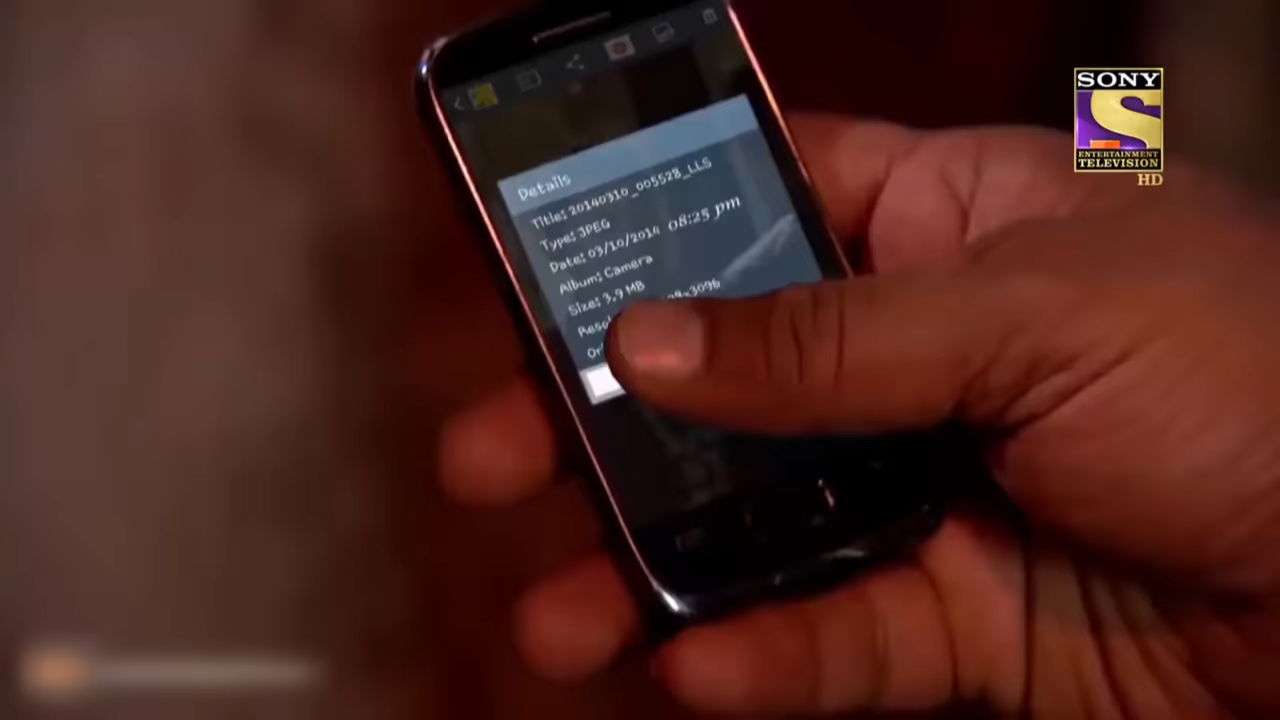 SONY
S
ENTERTAINMENT
TELEVISION
HD
Details
Title: 20140310_005528_LLS
Type: JPEG
Date: 03/10/2014 08:25 pm
Album: Camera
Size: 3.9 MB